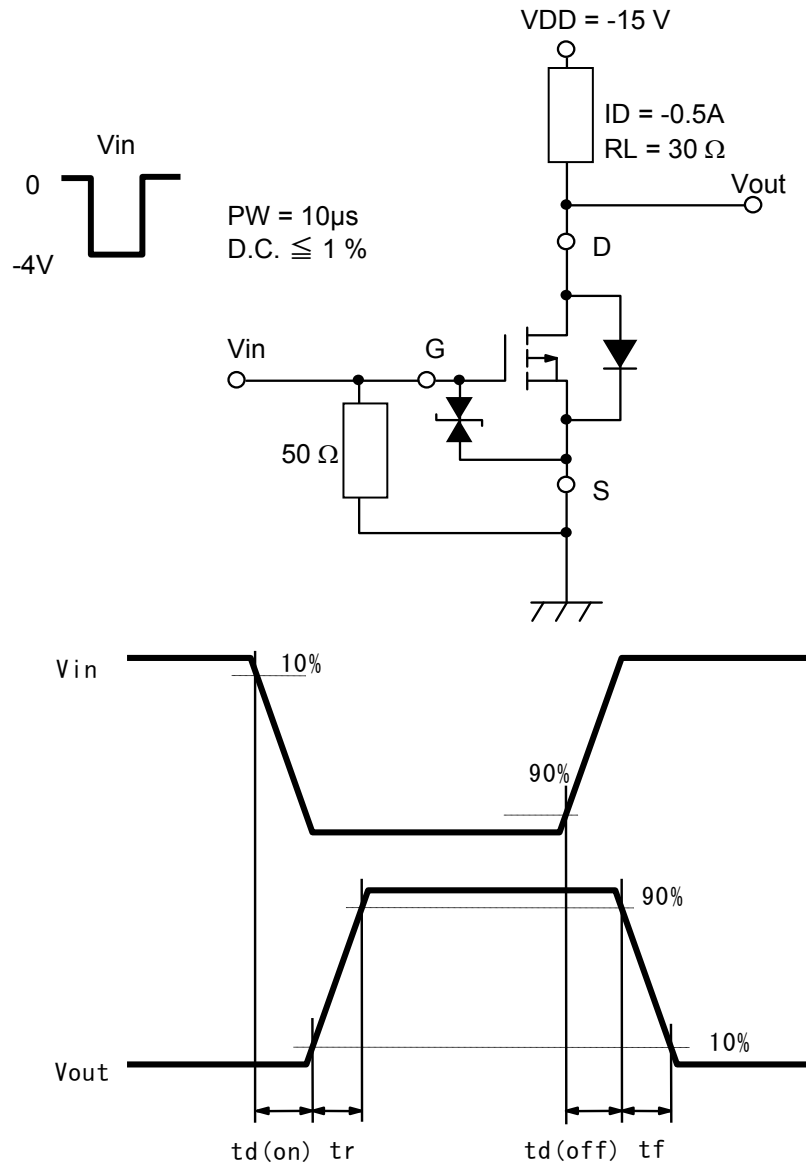 VDD = -15 V
ID = -0.5A
RL = 30 Ω
Vin
Vout
0
PW = 10μs
D.C. ≦ 1 %
-4V
D
Vin
G
50 Ω
S
Vin
10%
90%
90%
10%
Vout
td(on) tr td(off) tf